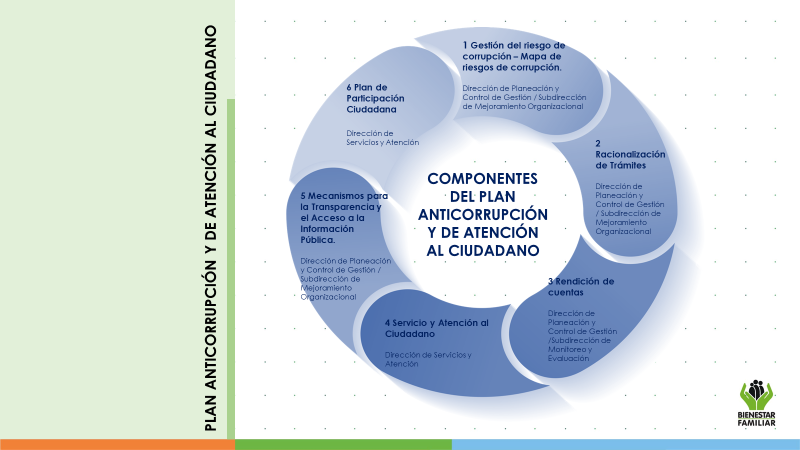 PLAN ANTICORRUPCIÓN Y DE ATENCIÓN AL CIUDADANO
1 Gestión del riesgo de
corrupción – Mapa de
riesgos de corrupción.
Dirección de Planeación y
Control de Gestión / Subdirección
de Mejoramiento Organizacional
2
Racionalización
de Trámites
Dirección de
Planeación y
Control de Gestión
/ Subdirección de
Mejoramiento
Organizacional
3 Rendición de
cuentas
Dirección de
Planeación y
Control de Gestión
/Subdirección de
Monitoreo y
Evaluación
4 Servicio y Atención al
Ciudadano
Dirección de Servicios y
Atención
5 Mecanismos para
la Transparencia y
el Acceso a la
Información
Pública.
Dirección de Planeación
y Control de Gestión /
Subdirección de
Mejoramiento
Organizacional
6 Plan de
Participación
Ciudadana
Dirección de
Servicios y Atención
COMPONENTES
DEL PLAN
ANTICORRUPCIÓN
Y DE ATENCIÓN
AL CIUDADANO
BIENESTAR
FAMILIAR